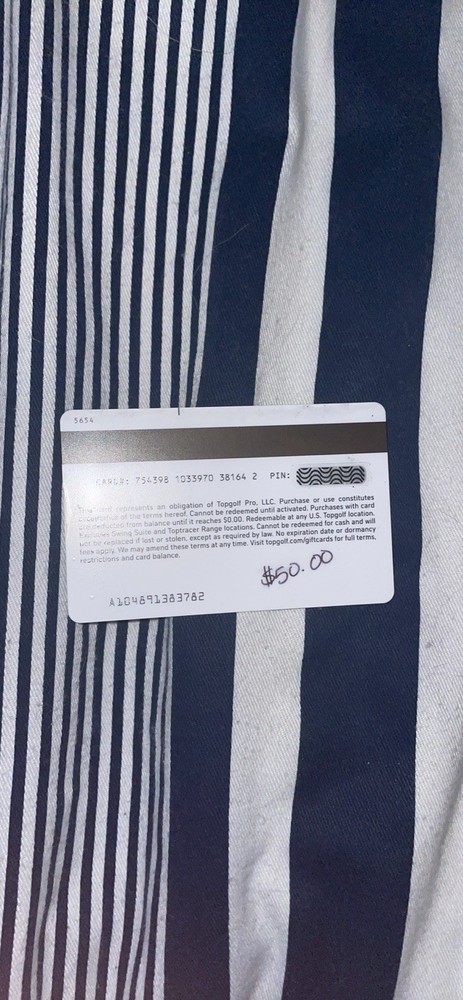 5654
CARD#: 754398 1033970 38164 2 PIN:
This card represents an obligation of Topgolf Pro, LLC. Purchase or use constitutes
acceptance of the terms hereof. Cannot be redeemed until activated. Purchases with card
are deducted from balance until it reaches $0.00. Redeemable at any U.S. Topgolf location.
Excludes Swing Suite and Toptracer Range locations. Cannot be redeemed for cash and will
not be replaced if lost or stolen, except as required by law. No expiration date or dormancy
fees apply. We may amend these terms at any time. Visit topgolf.com/giftcards for full terms,
restrictions and card balance.
$50.00
A104891383782